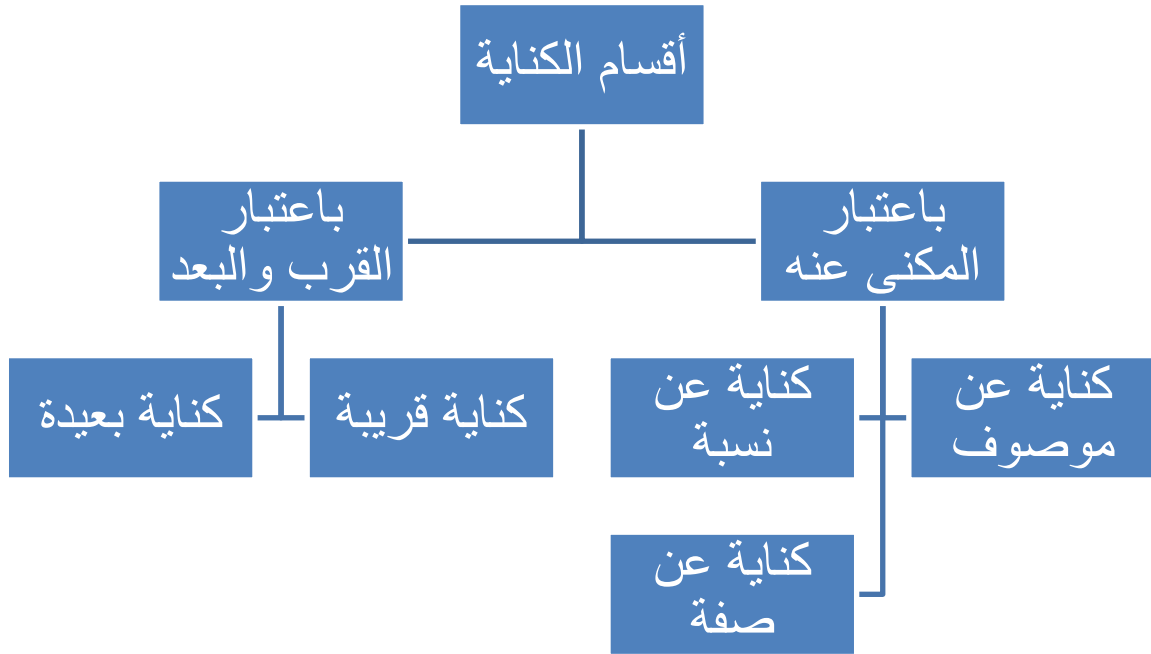 أقسام الكناية
باعتبار
المكنى عنه
باعتبار
القرب والبعد
كناية عن
موصوف
كناية عن
نسبة
كناية قريبة
كناية بعيدة
كناية عن
صفة